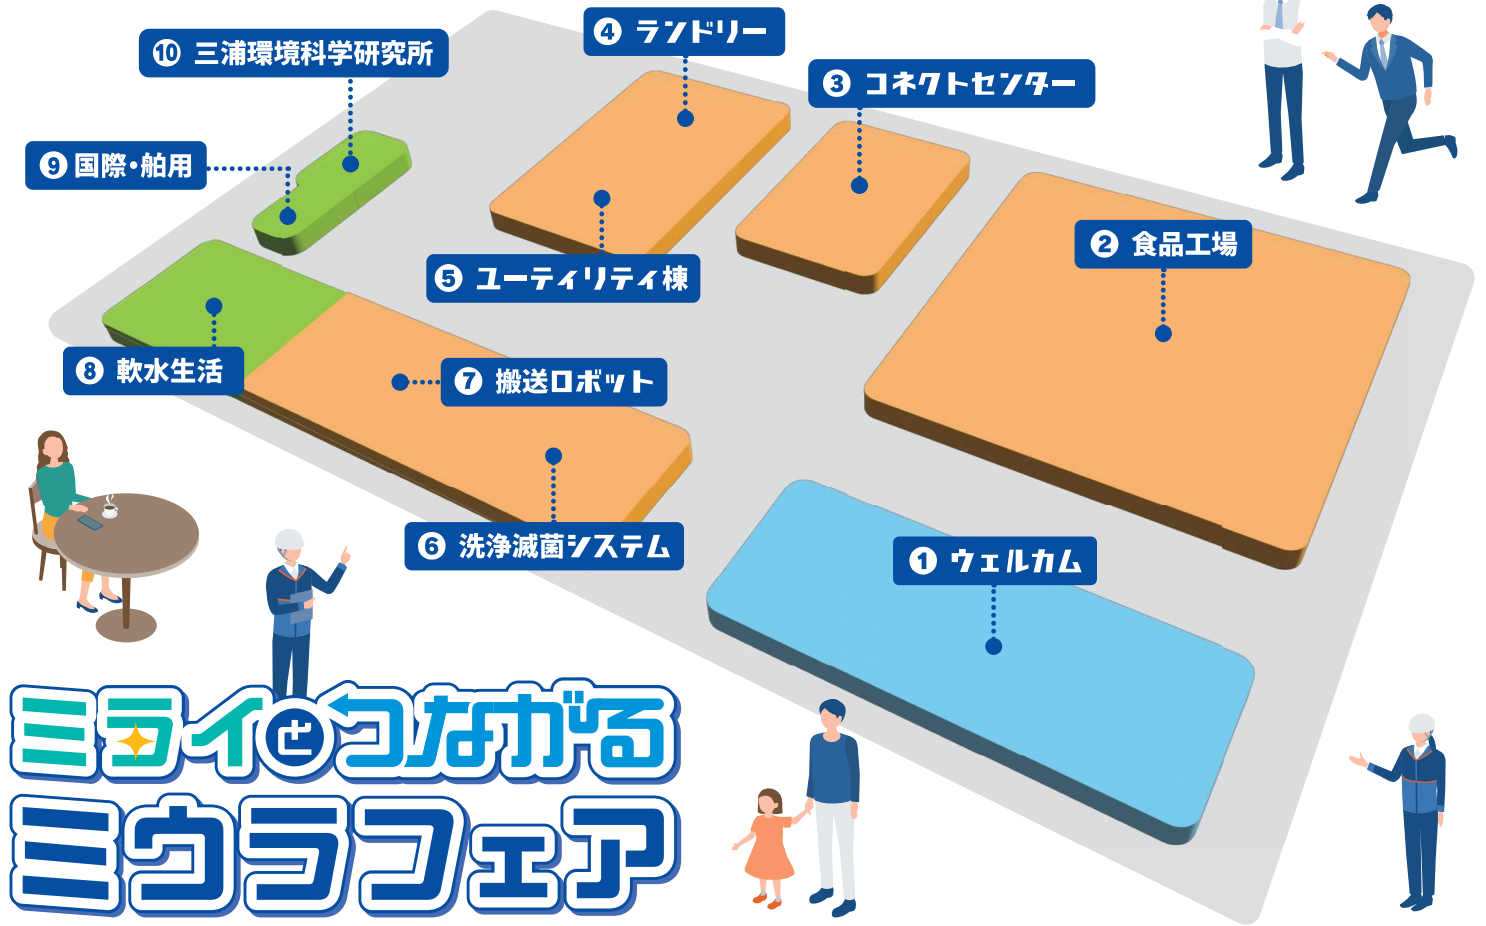 ⑩ 三浦環境科学研究所
④ ランドリー
③ コネクトセンター
⑨ 国際・舶用
② 食品工場
⑤ ユーティリティ棟
⑧ 軟水生活
⑦ 搬送ロボット
⑥ 洗浄滅菌システム
① ウェルカム
ミライとつながる
ミウラフェア